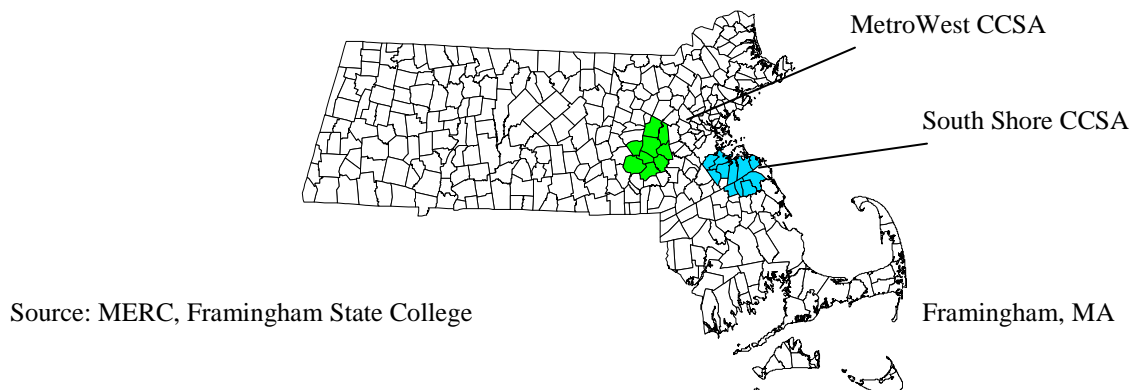 MetroWest CCSA
South Shore CCSA
Source: MERC, Framingham State College
Framingham, MA